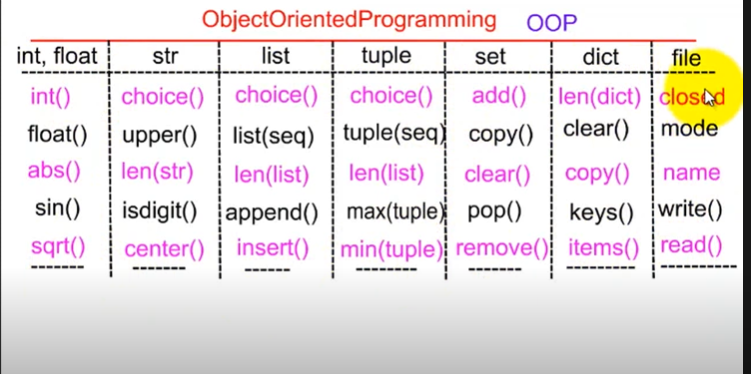 ObjectOrientedProgramming OOP
int, float str list tuple set dict file
int() choice() choice() choice() add() len(dict) closed
float() upper() list(seq) tuple(seq) copy() clear() mode
abs() len(str) len(list) len(list) clear() copy() name
sin() isdigit() append() max(tuple) pop() keys() write()
sqrt() center() insert() min(tuple) remove() items() read()